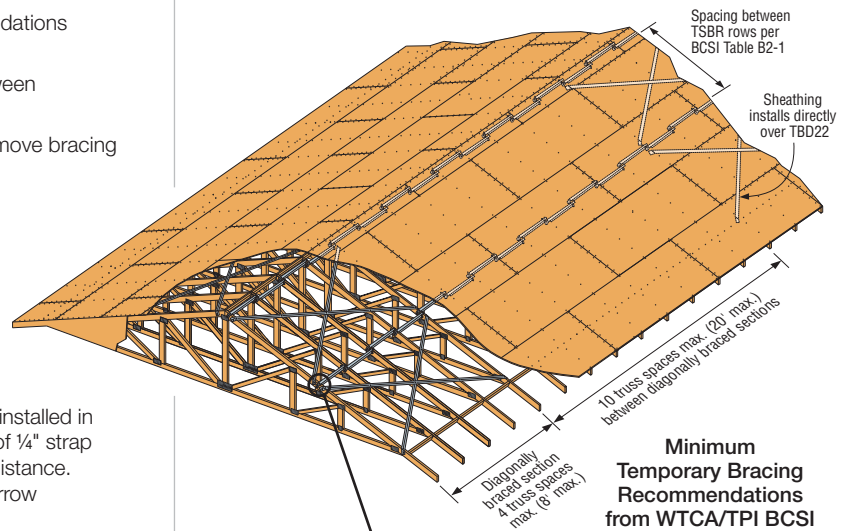 dations
ween
move bracing
installed in
of ¼" strap
istance.
rrow
Spacing between
TSBR rows per
BCSI Table B2-1
Sheathing
installs directly
over TBD22
10 truss spaces max. (20' max.)
between diagonally braced sections
Diagonally
braced section
4 truss spaces
max. (8' max.)
Minimum
Temporary Bracing
Recommendations
from WTCA/TPI BCSI